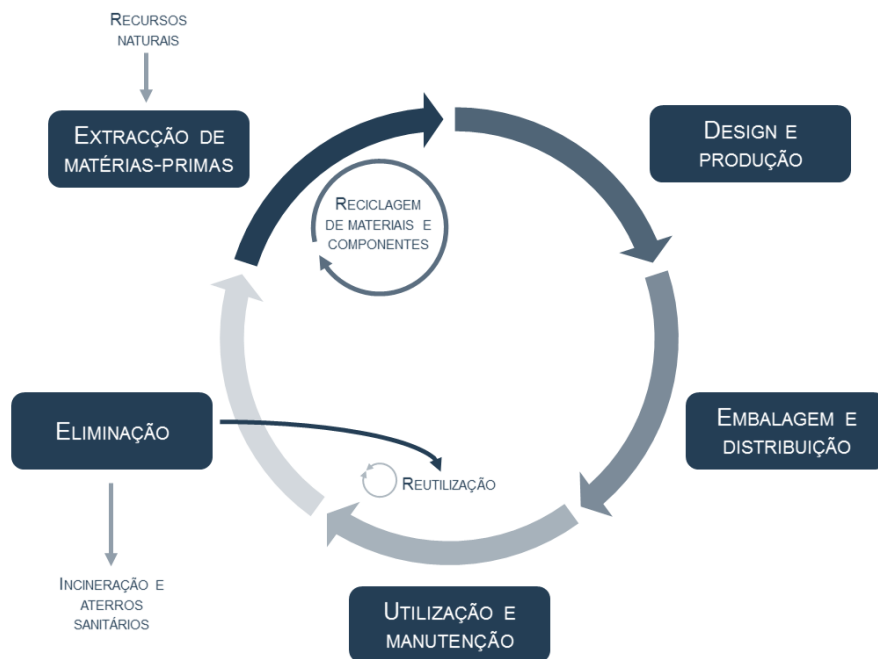 RECURSOS
NATURAIS
EXTRACÇÃO DE
MATÉRIAS-PRIMAS
DESIGN E
PRODUÇÃO
RECICLAGEM
DE MATERIAIS E
COMPONENTES
ELIMINAÇÃO
EMBALAGEM E
DISTRIBUIÇÃO
REUTILIZAÇÃO
INCINERAÇÃO E
ATERROS
SANITÁRIOS
UTILIZAÇÃO E
MANUTENÇÃO